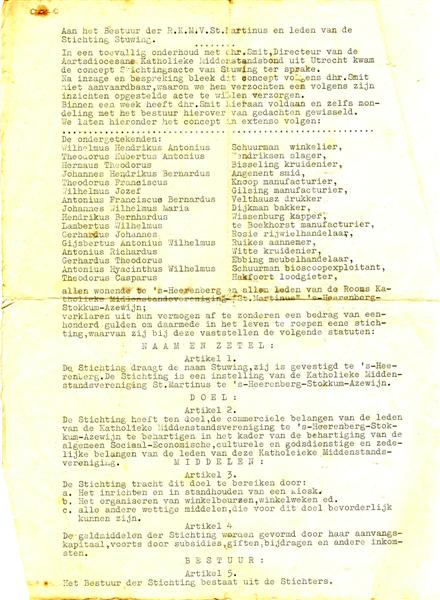 Aan het Bestuur der R.K.M.V.St.Martinus en leden van de
Stichting Stuwing.
........
In een toevallig onderhoud met dhr.Smit,Directeur van de
Aartsdiocesane Katholieke Middenstandsbond uit Utrecht kwam
de concept Stichtingsacte van Stuwing ter sprake.
Na inzage en bespreking bleek dit concept volgens dhr.Smit
niet aanvaardbaar,waarom we hem verzochten een volgens zijn
inzichten opgestelde acte te willen verzorgen.
Binnen een week heeft dhr.Smit hieraan voldaan en zelfs mon-
deling met het bestuur hierover van gedachten gewisseld.
We laten hieronder het concept in extenso volgen:
De ondergetekenden:
Wilhelmus Hendrikus Antonius Schuurman winkelier,
Theodorus Hubertus Antonius Hendriksen slager,
Hermaus Theodorus Bisseling kruidenier,
Johannes Hendrikus Bernardus Angenent smid,
Theodorus Franciscus Knoop manufacturier,
Wilhelmus Jozef Gilsing manufacturier,
Antonius Franciscus Bernardus Velthausz drukker
Johannes Wilhelmus Maria Dijkman bakker,
Hendrikus Bernhardus Wissenburg kapper,
Lambertus Wilhelmus te Boekhorst manufacturier,
Gerhardus Johannes Rosie rijwielhandelaar,
Gijsbertus Antonius Wilhelmus Ruikes aannemer,
Antonius Richardus Witte kruidenier,
Gerhardus Theodorus Ebbing meubelhandelaar,
Antonius Hyacinthus Wilhelmus Schuurman bioscoopexploitant,
Theodorus Casparus Hakfoort loodgieter,
allen wonende te 's-Heerenberg en allen leden van de Rooms Ka-
tholieke Middenstandsvereniging "St.Martinus" 's-Heerenberg-
Stokkum-Azewijn;
verklaren uit hun vermogen af te zonderen een bedrag van een-
honderd gulden om daarmede in het leven te roepen eene stich-
ting,waarvan zij bij deze vaststellen de volgende statuten:
N A A M E N Z E T E L :
Artikel 1.
De Stichting draagt de naam Stuwing,zij is gevestigd te 's-Hee-
renberg.De Stichting is een instelling van de Katholieke Midden-
standsvereniging St.Martinus te 's-Heerenberg-Stokkum-Azewijn.
D O E L :
Artikel 2.
De Stichting heeft ten doel,de commerciele belangen van de leden
van de Katholieke Middenstandsvereniging te 's-Heerenberg-Stok-
kum-Azewijn te behartigen in het kader van de behartiging van de
algemeen Sociaal-Economische,culturele en godsdienstige en zede-
lijke belangen van de leden van deze Katholeieke Middenstands-
vereniging. M I D D E L E N :
Artikel 3.
De Stichting tracht dit doel te bereiken door:
a. Het inrichten en in standhouden van een kiosk.
b. Het organiseren van winkelbeurzen,winkelweken ed.
c. alle andere wettige middelen,die voor dit doel bevorderlijk
kunnen zijn.
Artikel 4
De geldmiddelen der Stichting worden gevormd door haar aanvangs-
kapitaal,voorts door subsidies,giften,bijdragen en andere inkom-
sten.
B E S T U U R :
Artikel 5.
Het Bestuur der Stichting bestaat uit de Stichters.